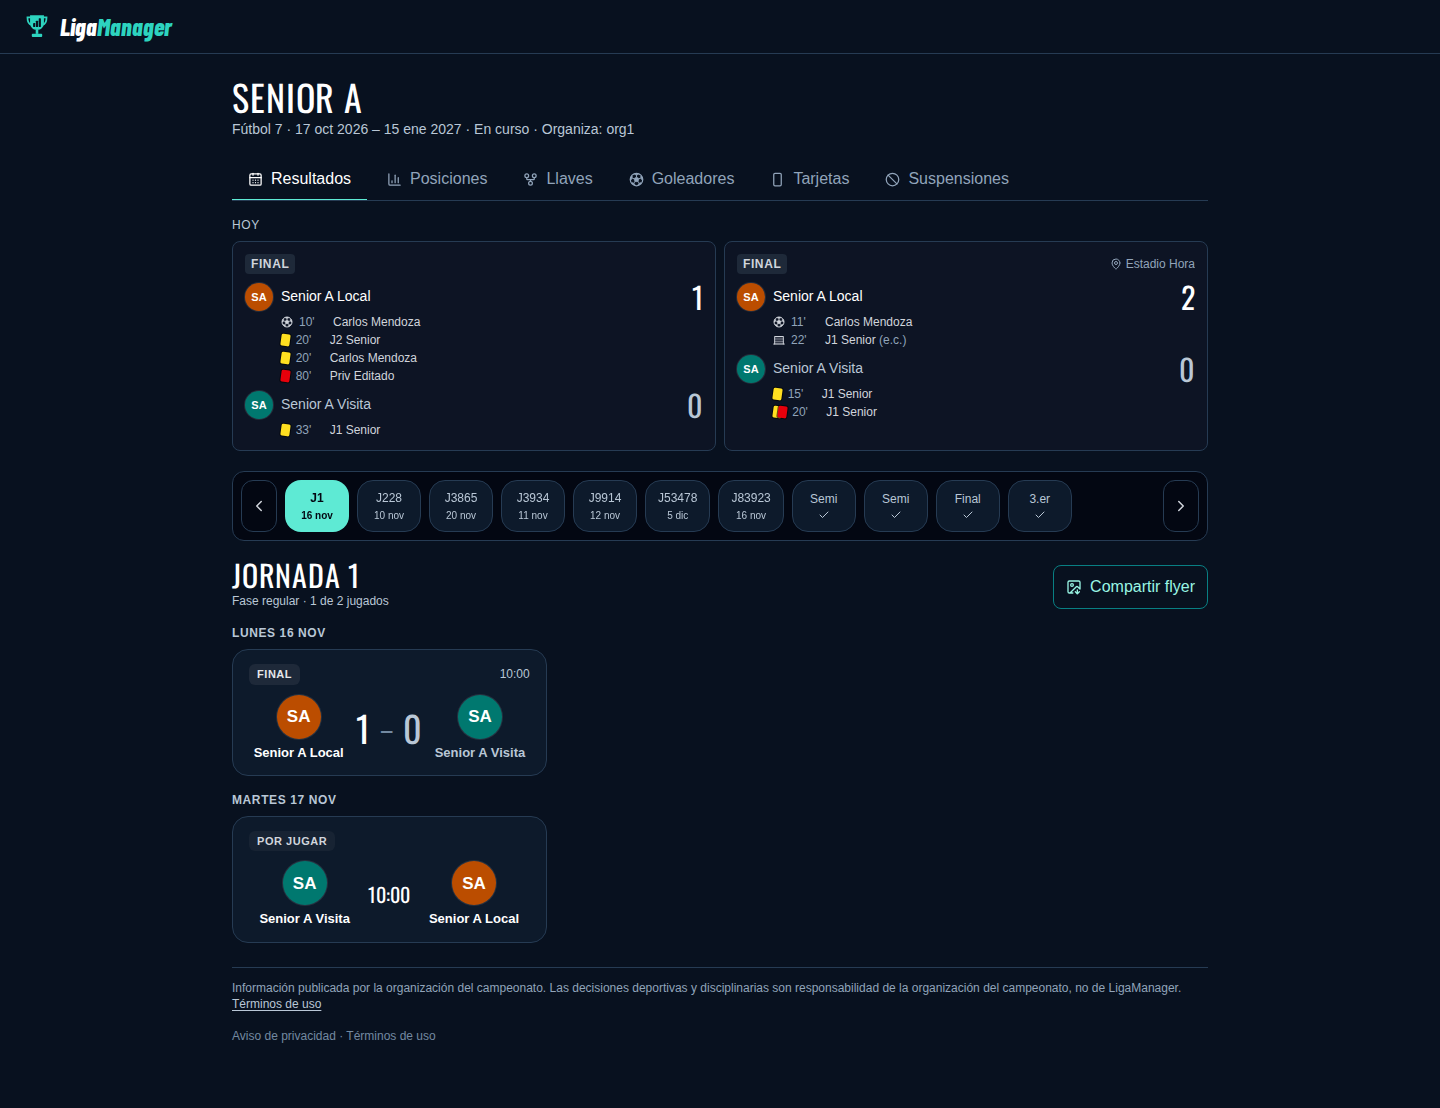 LigaManager
SENIOR A
Fútbol 7 · 17 oct 2026 – 15 ene 2027 · En curso · Organiza: org1
Resultados Posiciones Llaves Goleadores Tarjetas Suspensiones
HOY
FINAL
SA Senior A Local 1
10' Carlos Mendoza
20' J2 Senior
20' Carlos Mendoza
80' Priv Editado
SA Senior A Visita 0
33' J1 Senior
FINAL Estadio Hora
SA Senior A Local 2
11' Carlos Mendoza
22' J1 Senior (e.c.)
SA Senior A Visita 0
15' J1 Senior
20' J1 Senior
J1 J228 J3865 J3934 J9914 J53478 J83923 Semi Semi Final 3.er
16 nov 10 nov 20 nov 11 nov 12 nov 5 dic 16 nov
JORNADA 1
Fase regular · 1 de 2 jugados
Compartir flyer
LUNES 16 NOV
FINAL 10:00
SA 1 – 0 SA
Senior A Local Senior A Visita
MARTES 17 NOV
POR JUGAR
SA 10:00 SA
Senior A Visita Senior A Local
Información publicada por la organización del campeonato. Las decisiones deportivas y disciplinarias son responsabilidad de la organización del campeonato, no de LigaManager.
Términos de uso
Aviso de privacidad · Términos de uso